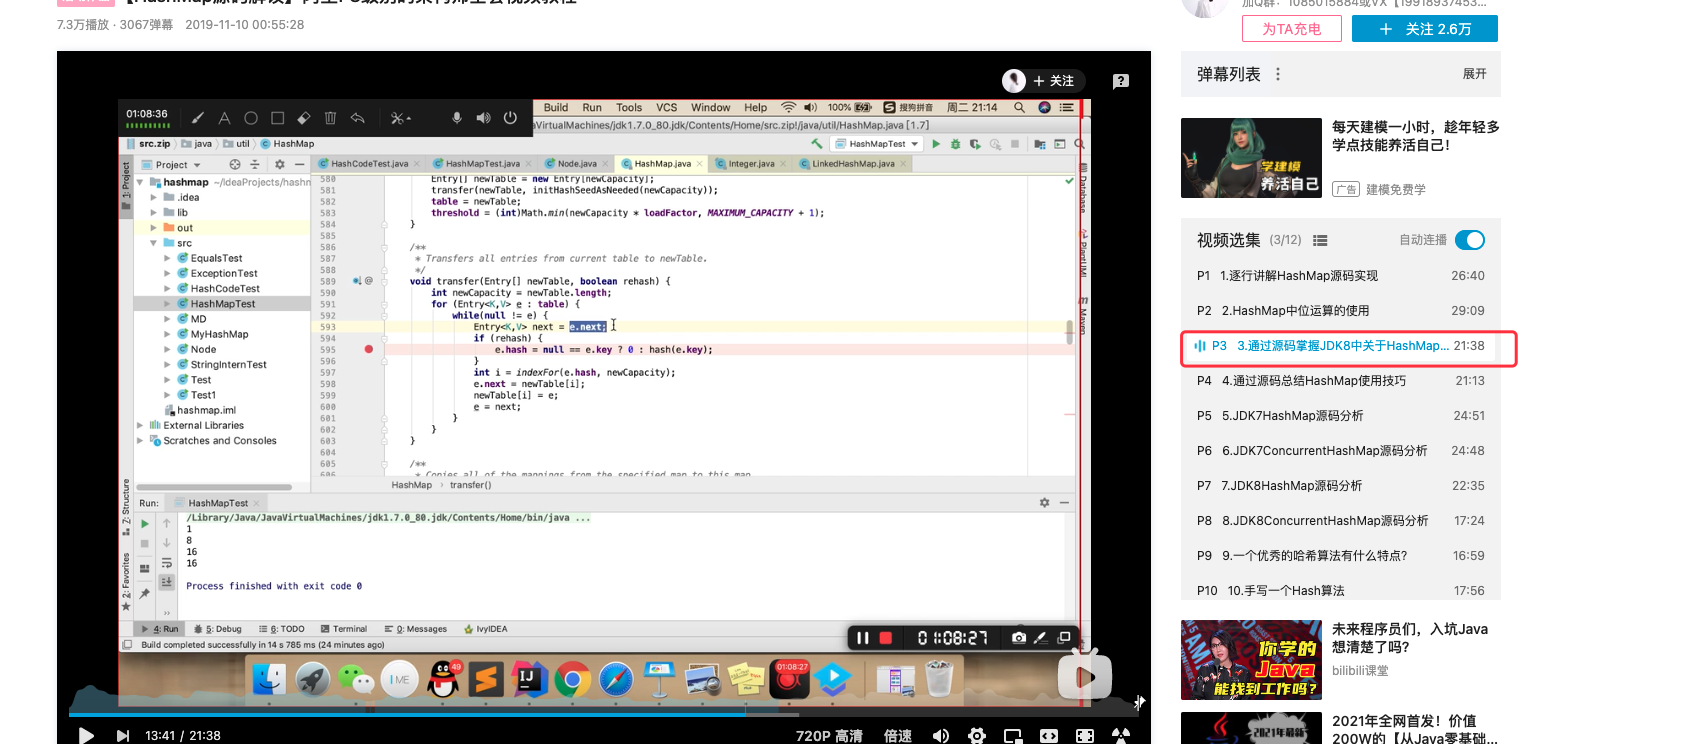 7.3万播放 · 3067弹幕 2019-11-10 00:55:28
为TA充电
+ 关注 2.6万
+ 关注
弹幕列表
展开
01:08:36
Build Run Tools VCS Window Help 100% 搜狗拼音 周二 21:14
aVirtualMachines/jdk1.7.0_80.jdk/Contents/Home/src.zip!/java/util/HashMap.java [1.7]
src.zip java util HashMap
HashMapTest
Project
HashCodeTest.java HashMapTest.java Node.java HashMap.java Integer.java LinkedHashMap.java
1: Project
hashmap ~/IdeaProjects/hashm
.idea
lib
out
src
EqualsTest
ExceptionTest
HashCodeTest
HashMapTest
MD
MyHashMap
Node
StringInternTest
Test
Test1
hashmap.iml
External Libraries
Scratches and Consoles
580 Entry[] newTable = new Entry[newCapacity];
581 transfer(newTable, initHashSeedAsNeeded(newCapacity));
582 table = newTable;
583 threshold = (int)Math.min(newCapacity * loadFactor, MAXIMUM_CAPACITY + 1);
584 }
585
586 /**
587 * Transfers all entries from current table to newTable.
588 */
589 void transfer(Entry[] newTable, boolean rehash) {
590 int newCapacity = newTable.length;
591 for (Entry<K,V> e : table) {
592 while(null != e) {
593 Entry<K,V> next = e.next;
594 if (rehash) {
595 e.hash = null == e.key ? 0 : hash(e.key);
596 }
597 int i = indexFor(e.hash, newCapacity);
598 e.next = newTable[i];
599 newTable[i] = e;
600 e = next;
601 }
602 }
603 }
604
605 /**
606 * Copies all of the mappings from the specified map to this map
HashMap › transfer()
Database
PlantUML
Maven
Z: Structure
2: Favorites
Run: HashMapTest
/Library/Java/JavaVirtualMachines/jdk1.7.0_80.jdk/Contents/Home/bin/java ...
1
8
16
16
Process finished with exit code 0
4: Run 5: Debug 6: TODO Terminal 0: Messages IvyIDEA
Build completed successfully in 14 s 785 ms (24 minutes ago)
01:08:27
I ME
49
IJ
01:08:27
13:41 / 21:38
720P 高清 倍速
学建模
养活自己
每天建模一小时，趁年轻多
学点技能养活自己！
广告 建模免费学
视频选集 (3/12)
自动连播
P1 1.逐行讲解HashMap源码实现 26:40
P2 2.HashMap中位运算的使用 29:09
P3 3.通过源码掌握JDK8中关于HashMap... 21:38
P4 4.通过源码总结HashMap使用技巧 21:13
P5 5.JDK7HashMap源码分析 24:51
P6 6.JDK7ConcurrentHashMap源码分析 24:48
P7 7.JDK8HashMap源码分析 22:35
P8 8.JDK8ConcurrentHashMap源码分析 17:24
P9 9.一个优秀的哈希算法有什么特点? 16:59
P10 10.手写一个Hash算法 17:56
你学的
Java
能找到工作吗?
未来程序员们，入坑Java
想清楚了吗?
bilibili课堂
2021年最新
2021年全网首发！价值
200W的【从Java零基础...